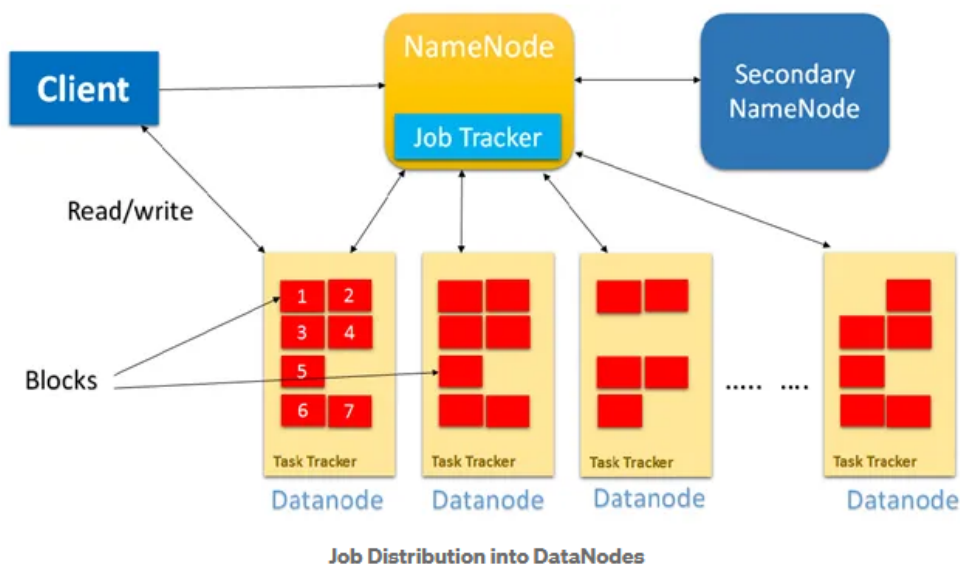 NameNode
Client
Secondary
NameNode
Job Tracker
Read/write
1 2
3 4
Blocks
5
6 7
..... ....
Task Tracker
Task Tracker
Task Tracker
Task Tracker
Datanode
Datanode
Datanode
Datanode
Job Distribution into DataNodes